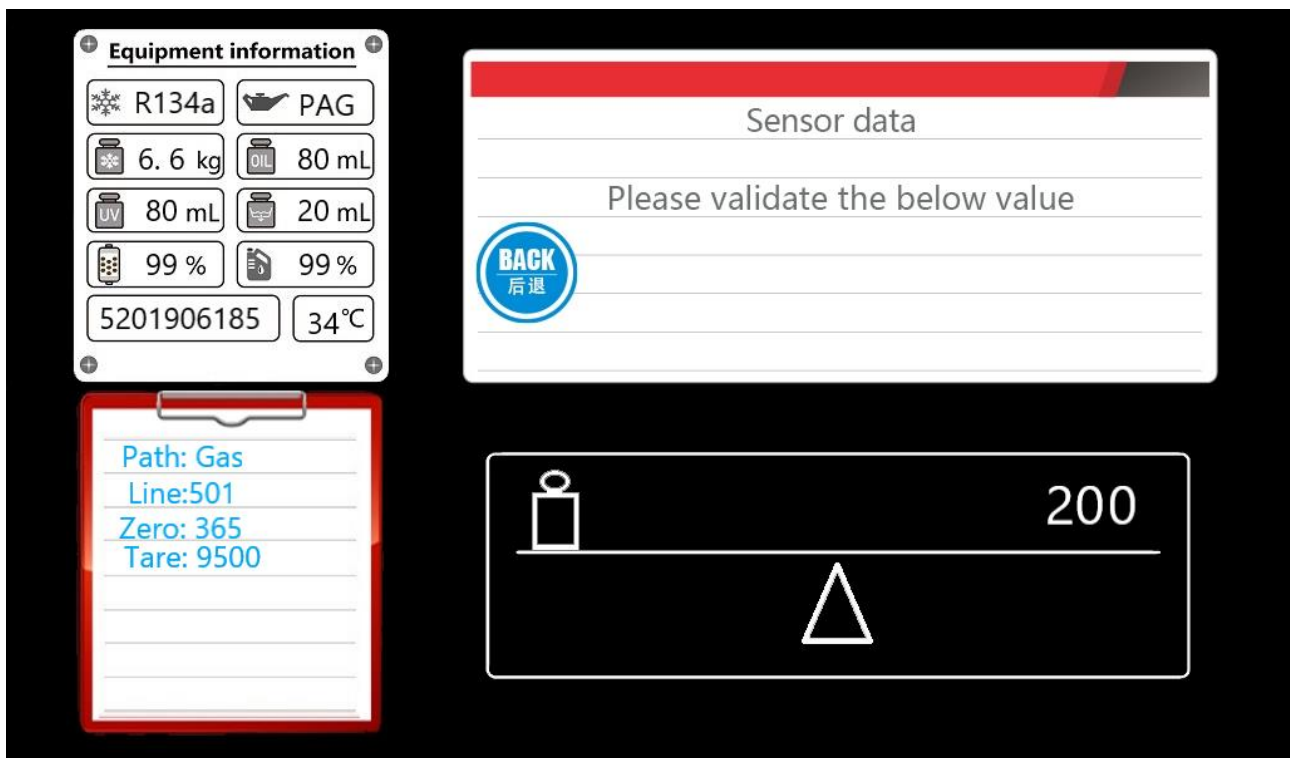 Equipment information
R134a
PAG
6. 6 kg
OIL
80 mL
UV
80 mL
20 mL
99 %
99 %
5201906185
34℃
Sensor data
Please validate the below value
BACK
后退
Path: Gas
Line:501
Zero: 365
Tare: 9500
200